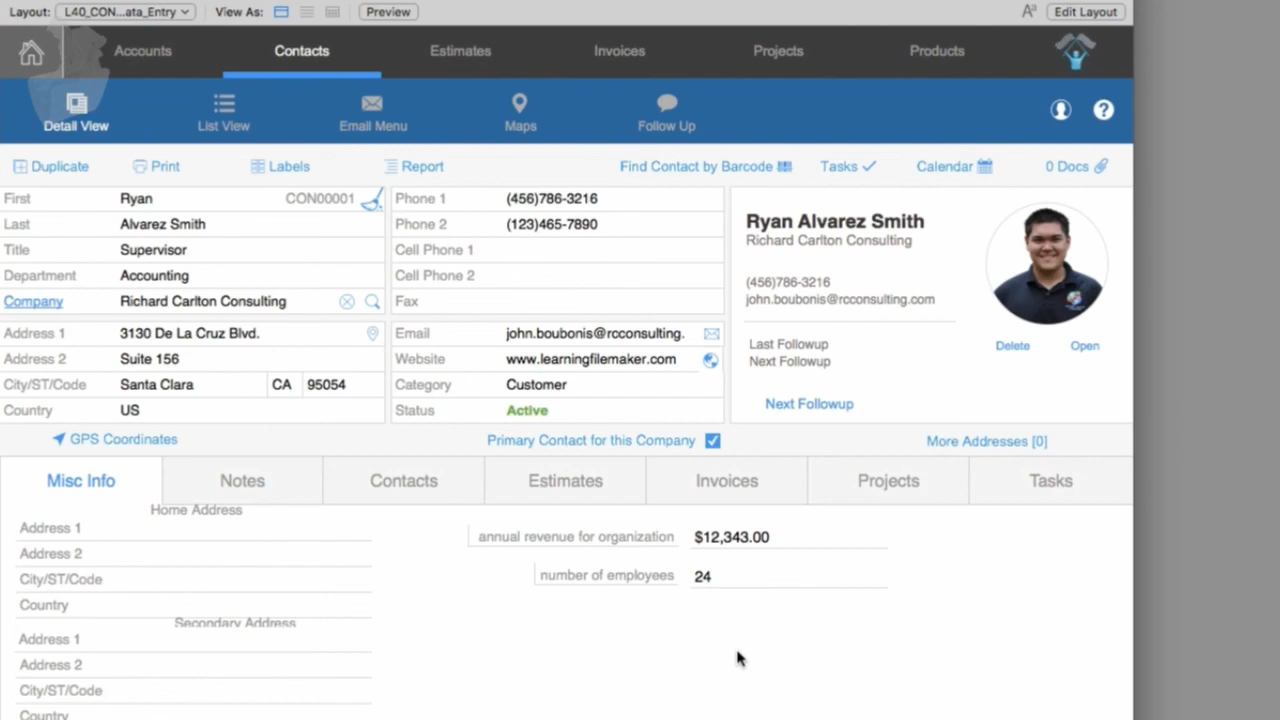 Layout: L40_CON...ata_Entry View As: Preview Aa Edit Layout
Accounts Contacts Estimates Invoices Projects Products
Detail View List View Email Menu Maps Follow Up ?
Duplicate Print Labels Report Find Contact by Barcode Tasks Calendar 0 Docs
First Ryan CON00001
Last Alvarez Smith
Title Supervisor
Department Accounting
Company Richard Carlton Consulting
Phone 1 (456)786-3216
Phone 2 (123)465-7890
Cell Phone 1
Cell Phone 2
Fax
Ryan Alvarez Smith
Richard Carlton Consulting
(456)786-3216
john.boubonis@rcconsulting.com
Last Followup
Next Followup
Delete Open
Next Followup
Address 1 3130 De La Cruz Blvd.
Address 2 Suite 156
City/ST/Code Santa Clara CA 95054
Country US
Email john.boubonis@rcconsulting.
Website www.learningfilemaker.com
Category Customer
Status Active
GPS Coordinates Primary Contact for this Company More Addresses [0]
Misc Info Notes Contacts Estimates Invoices Projects Tasks
Home Address
Address 1
Address 2
City/ST/Code
Country
Secondary Address
Address 1
Address 2
City/ST/Code
Country
annual revenue for organization $12,343.00
number of employees 24